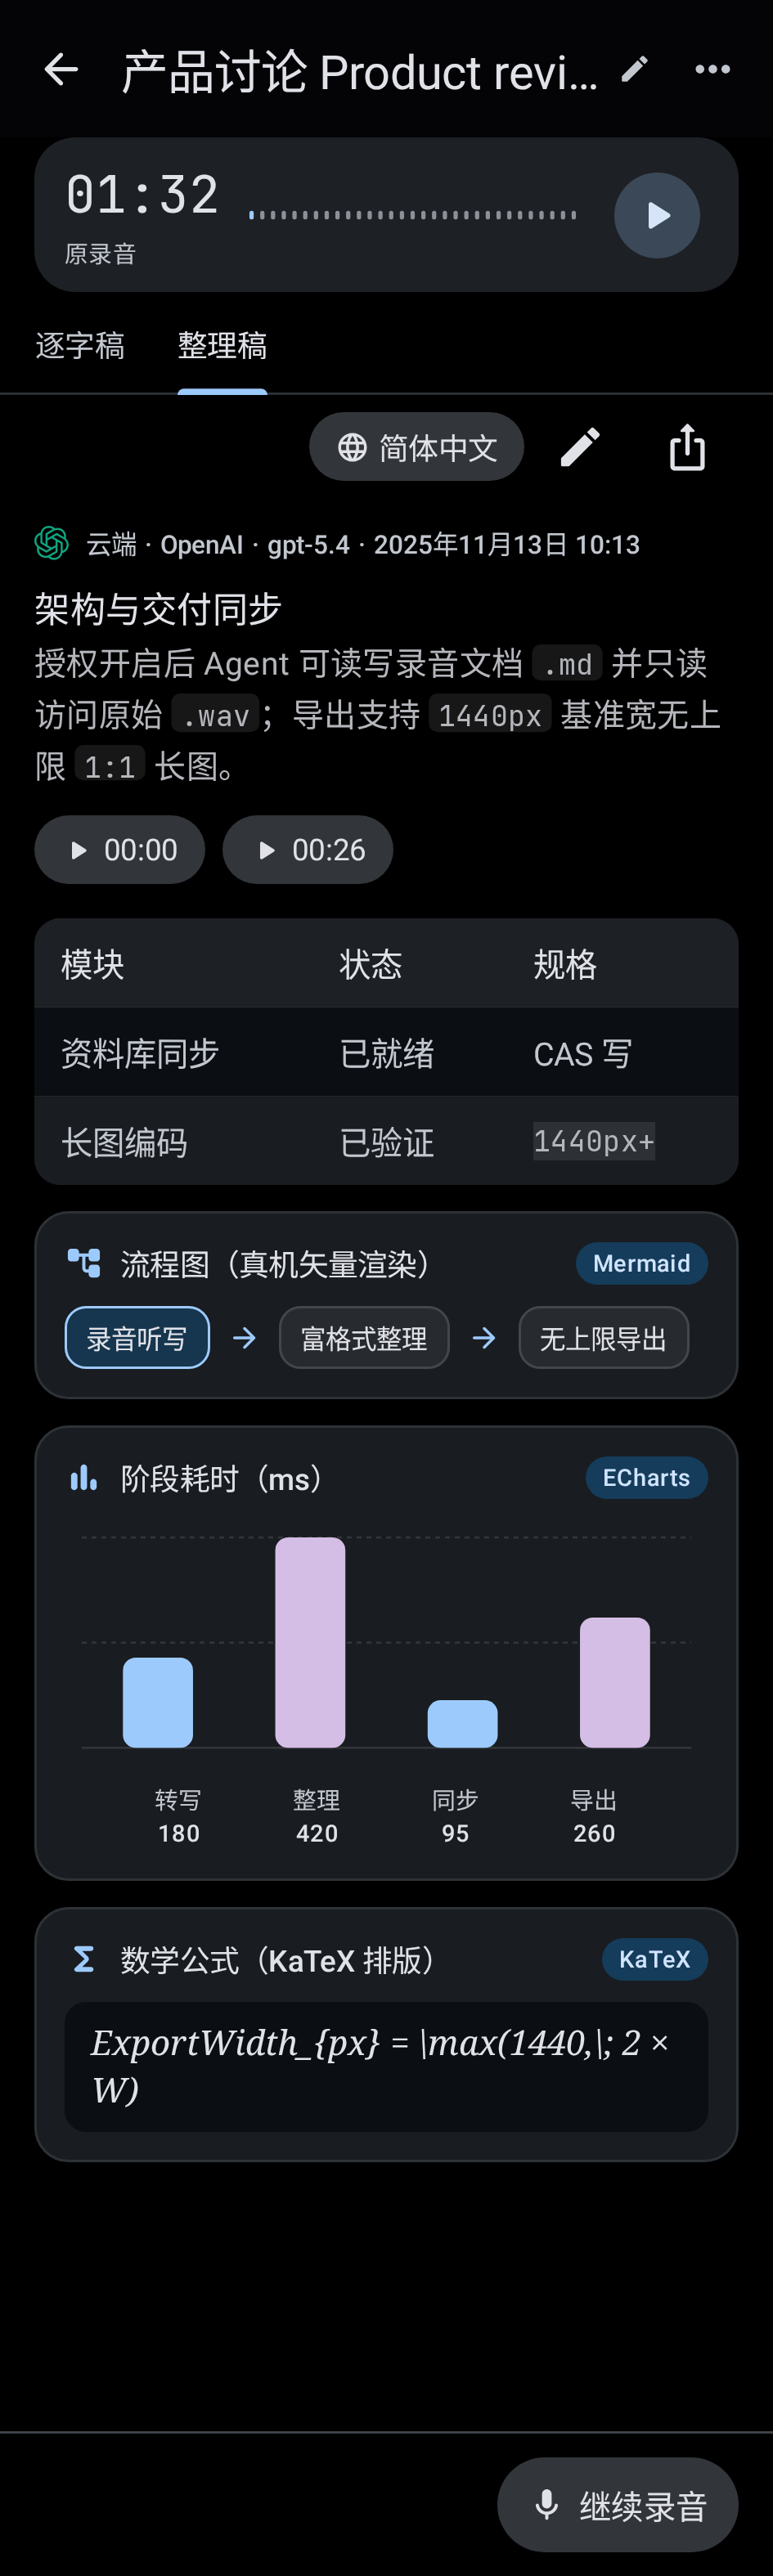 产品讨论 Product revi...
01:32
原录音
逐字稿 整理稿
简体中文
云端 · OpenAI · gpt-5.4 · 2025年11月13日 10:13
架构与交付同步
授权开启后 Agent 可读写录音文档 .md 并只读
访问原始 .wav；导出支持 1440px 基准宽无上
限 1:1 长图。
00:00 00:26
模块 状态 规格
资料库同步 已就绪 CAS 写
长图编码 已验证 1440px+
流程图（真机矢量渲染） Mermaid
录音听写 → 富格式整理 → 无上限导出
阶段耗时（ms） ECharts
转写 整理 同步 导出
180 420 95 260
数学公式（KaTeX 排版） KaTeX
ExportWidth_{px} = \max(1440,\; 2 ×
W)
继续录音